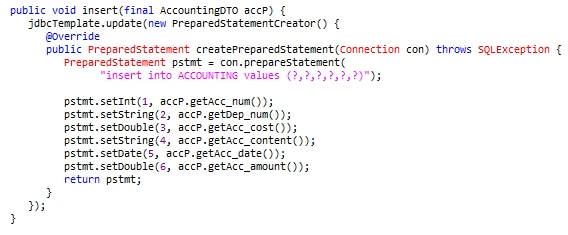 public void insert(final AccountingDTO accP) {
jdbcTemplate.update(new PreparedStatementCreator() {
@Override
public PreparedStatement createPreparedStatement(Connection con) throws SQLException {
PreparedStatement pstmt = con.prepareStatement(
"insert into ACCOUNTING values (?,?,?,?,?,?)");
pstmt.setInt(1, accP.getAcc_num());
pstmt.setString(2, accP.getDep_num());
pstmt.setDouble(3, accP.getAcc_cost());
pstmt.setString(4, accP.getAcc_content());
pstmt.setDate(5, accP.getAcc_date());
pstmt.setDouble(6, accP.getAcc_amount());
return pstmt;
}
});
}